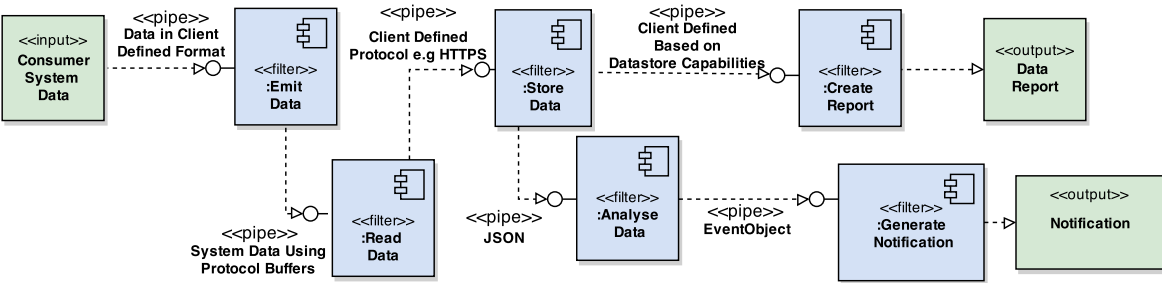 <<input>>
Consumer
System
Data
<<pipe>>
Data in Client
Defined Format
<<filter>>
:Emit
Data
<<pipe>>
System Data Using
Protocol Buffers
<<filter>>
:Read
Data
<<pipe>>
Client Defined
Protocol e.g HTTPS
<<filter>>
:Store
Data
<<pipe>>
Client Defined
Based on
Datastore Capabilities
<<filter>>
:Create
Report
<<output>>
Data
Report
<<pipe>>
JSON
<<filter>>
:Analyse
Data
<<pipe>>
EventObject
<<filter>>
:Generate
Notification
<<output>>
Notification